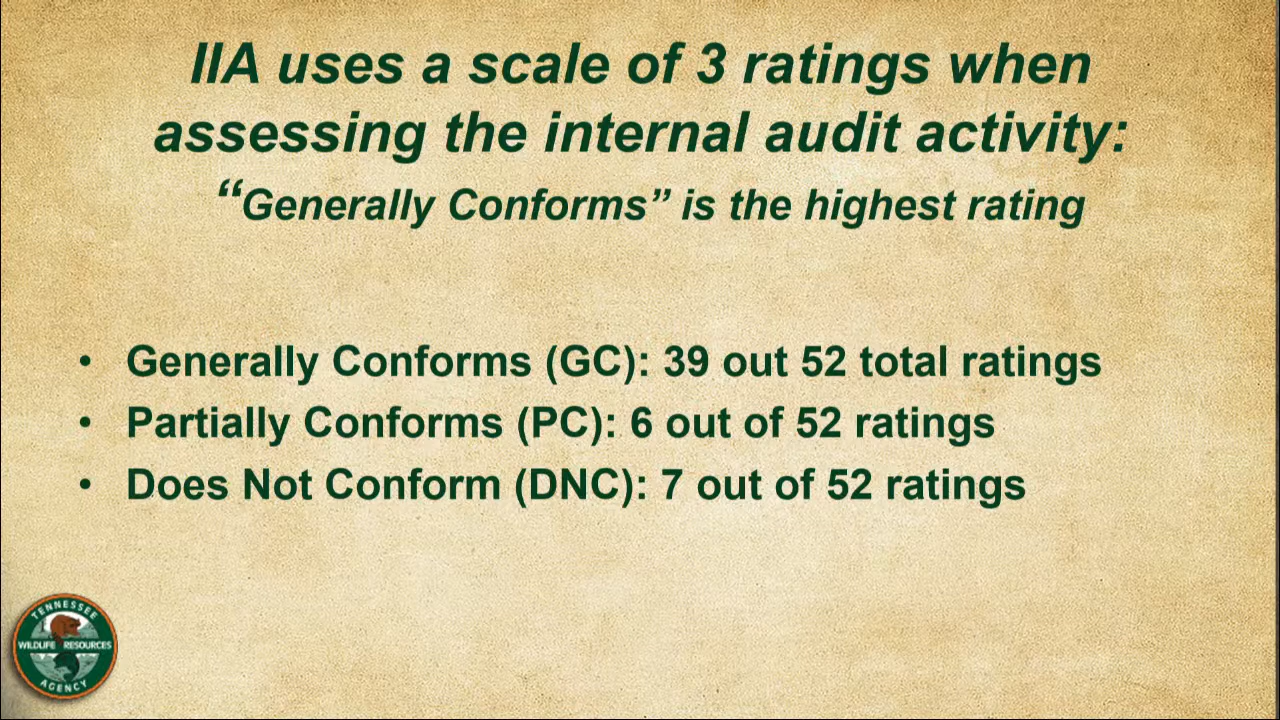 IIA uses a scale of 3 ratings when
assessing the internal audit activity:
“Generally Conforms” is the highest rating
• Generally Conforms (GC): 39 out 52 total ratings
• Partially Conforms (PC): 6 out of 52 ratings
• Does Not Conform (DNC): 7 out of 52 ratings
TENNESSEE
WILDLIFE RESOURCES
AGENCY